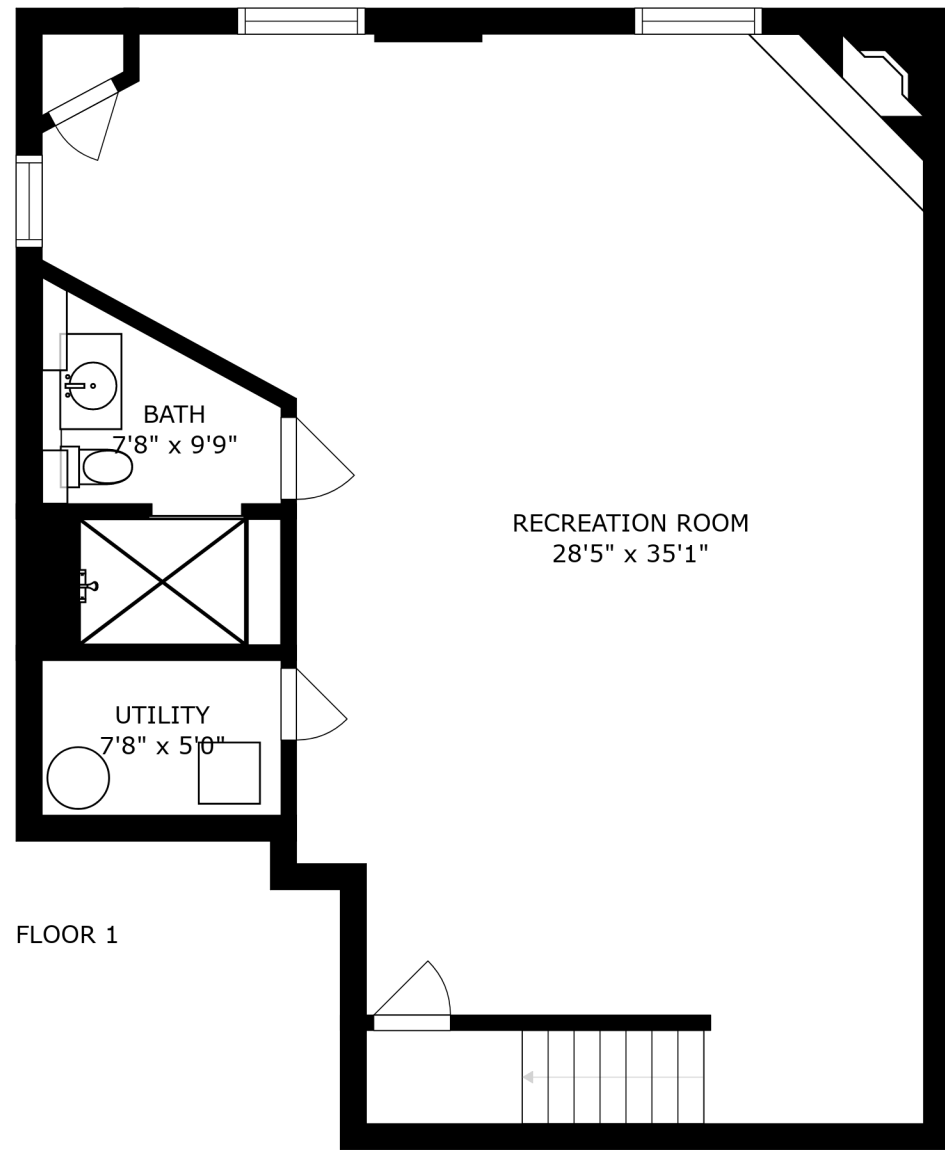 BATH
7'8" x 9'9"
RECREATION ROOM
28'5" x 35'1"
UTILITY
7'8" x 5'0"
FLOOR 1